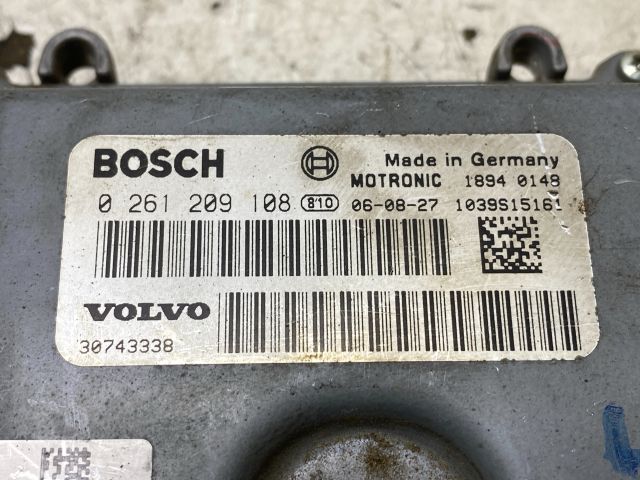 BOSCH
Made in Germany
MOTRONIC 1894 0148
0 261 209 108 810 06-08-27 1039S15161
VOLVO
30743338